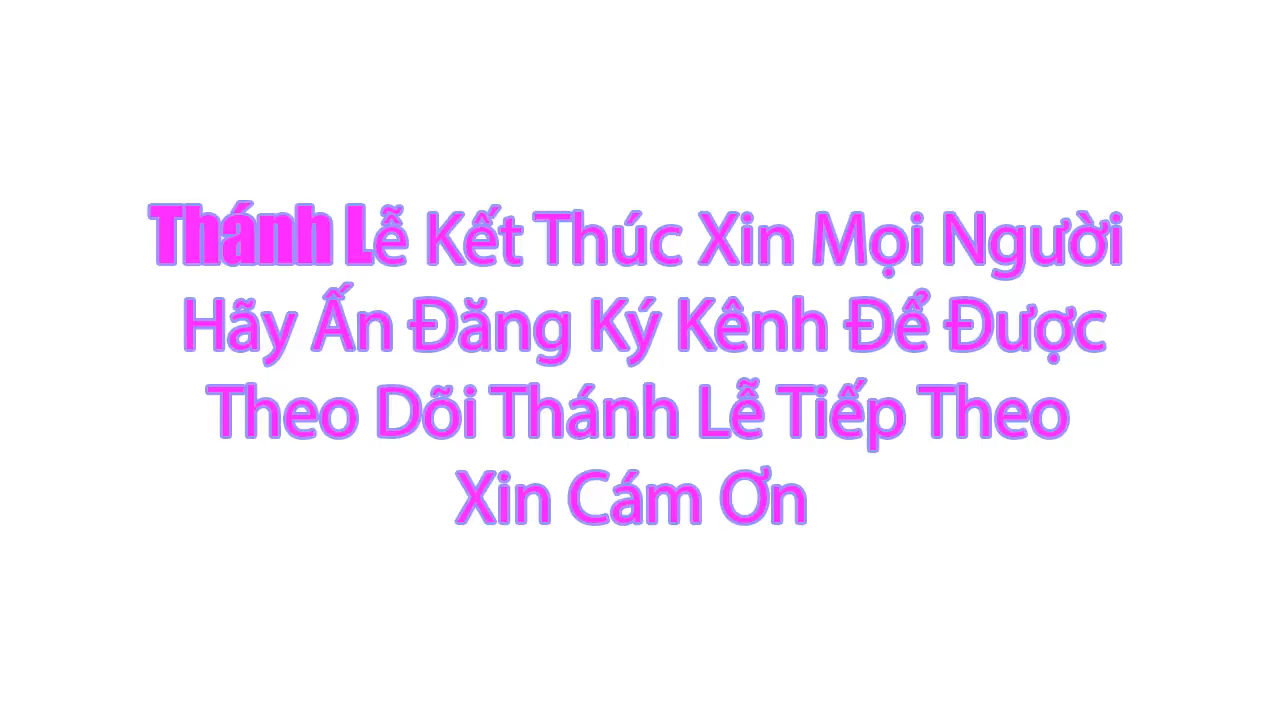 Thánh Lễ Kết Thúc Xin Mọi Người
Hãy Ấn Đăng Ký Kênh Để Được
Theo Dõi Thánh Lễ Tiếp Theo
Xin Cám Ơn